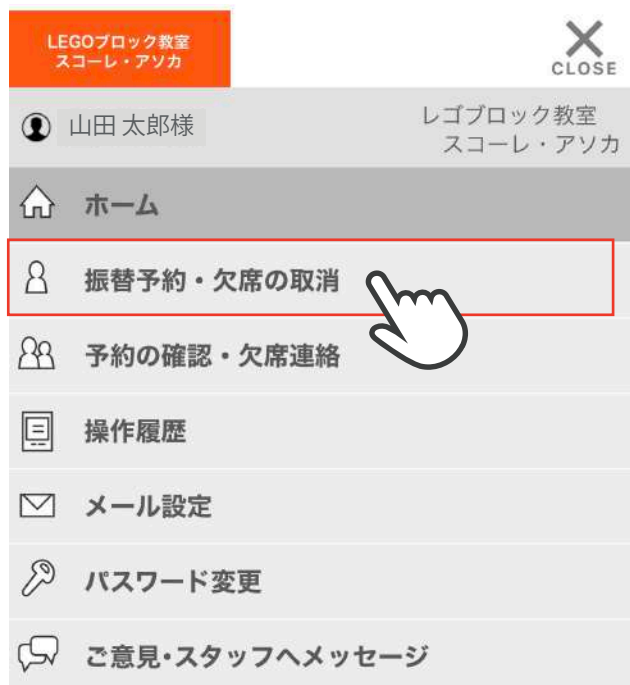 LEGOブロック教室
スコーレ・アソカ
CLOSE
山田 太郎様
レゴブロック教室
スコーレ・アソカ
ホーム
振替予約・欠席の取消
予約の確認・欠席連絡
操作履歴
メール設定
パスワード変更
ご意見・スタッフへメッセージ